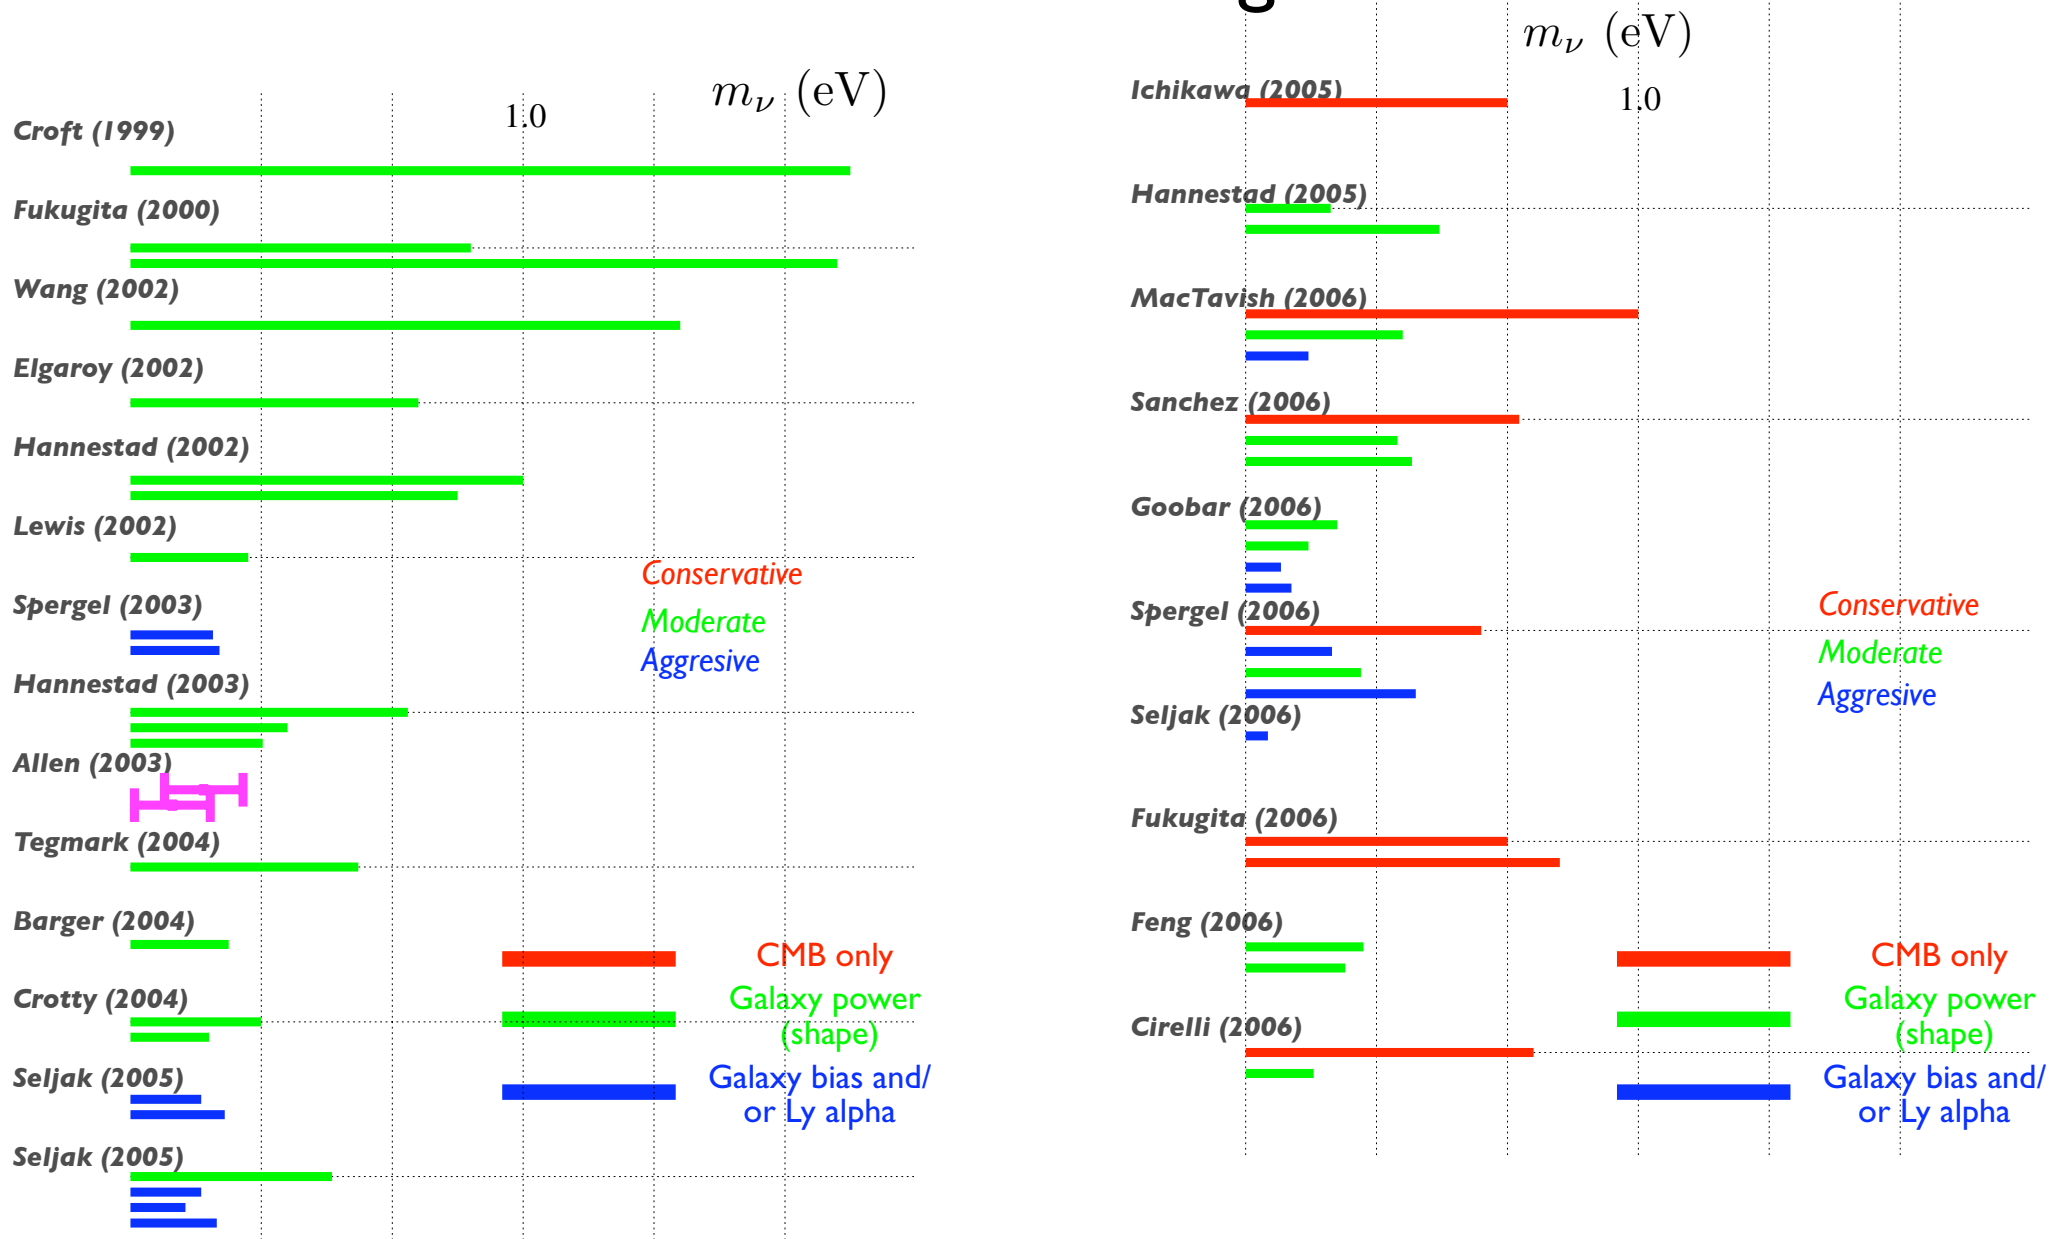 m_ν (eV)
1.0
Croft (1999)
Fukugita (2000)
Wang (2002)
Elgaroy (2002)
Hannestad (2002)
Lewis (2002)
Conservative
Spergel (2003)
Moderate
Aggresive
Hannestad (2003)
Allen (2003)
Tegmark (2004)
Barger (2004)
CMB only
Crotty (2004)
Galaxy power
(shape)
Seljak (2005)
Galaxy bias and/
or Ly alpha
Seljak (2005)
g
m_ν (eV)
Ichikawa (2005)
1.0
Hannestad (2005)
MacTavish (2006)
Sanchez (2006)
Goobar (2006)
Spergel (2006)
Conservative
Moderate
Aggresive
Seljak (2006)
Fukugita (2006)
Feng (2006)
CMB only
Galaxy power
(shape)
Cirelli (2006)
Galaxy bias and/
or Ly alpha